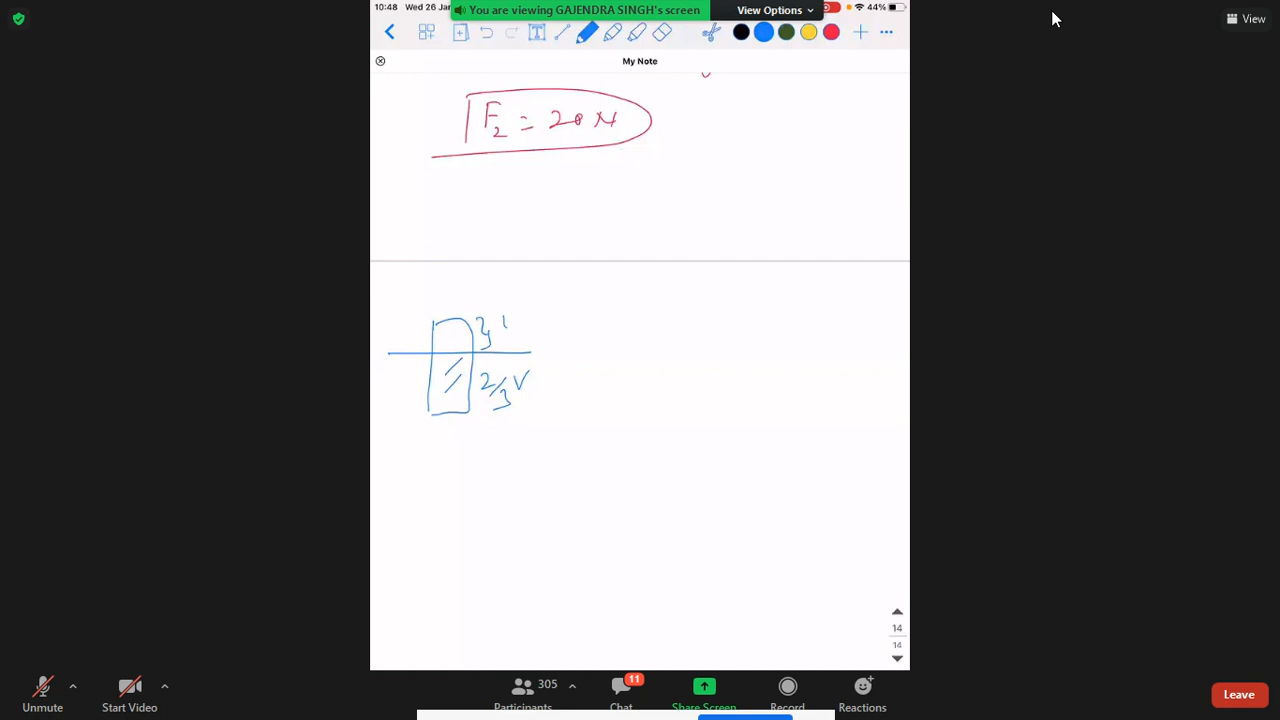 10:48 Wed 26 Jan
You are viewing GAJENDRA SINGH's screen
View Options
44%
View
My Note
F₂ = 20 N
2/3 V
14
14
11
305
Unmute
Start Video
Participants
Chat
Share Screen
Record
Reactions
Leave